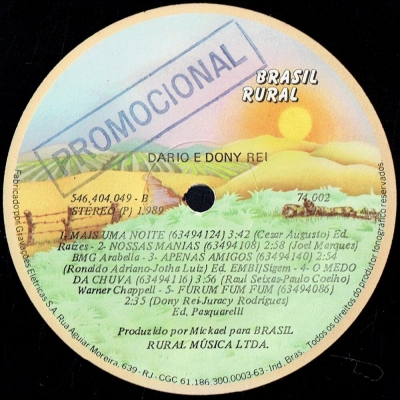 PROMOCIONAL
BRASIL
RURAL
DARIO E DONY REI
546,404,049 - B
74,002
STEREO (P) 1.989
1- MAIS UMA NOITE (63494124) 3:42 (Cezar Augusto) Ed.
Raizes - 2- NOSSAS MANIAS (63494108) 2:58 (Joel Marques)
BMG Arabella - 3- APENAS AMIGOS (63494140) 2:54
(Ronaldo Adriano-Jotha Luiz) Ed. EMBI/Sigem - 4- O MEDO
DA CHUVA (63494116) 3:56 (Raul Seixas-Paulo Coelho)
Warner Chappell - 5- FURUM FUM FUM (63494086)
2:35 (Dony Rei-Juracy Rodrigues)
Ed. Pasquarelli
Produzido por Mickael para BRASIL
RURAL MÚSICA LTDA.
Fabricado por Gravações Elétricas S.A. Rua Aguiar Moreira, 639 - RJ - CGC 61.186.300.0003-63. Ind. Bras. Todos os direitos do produtor fonográfico reservados